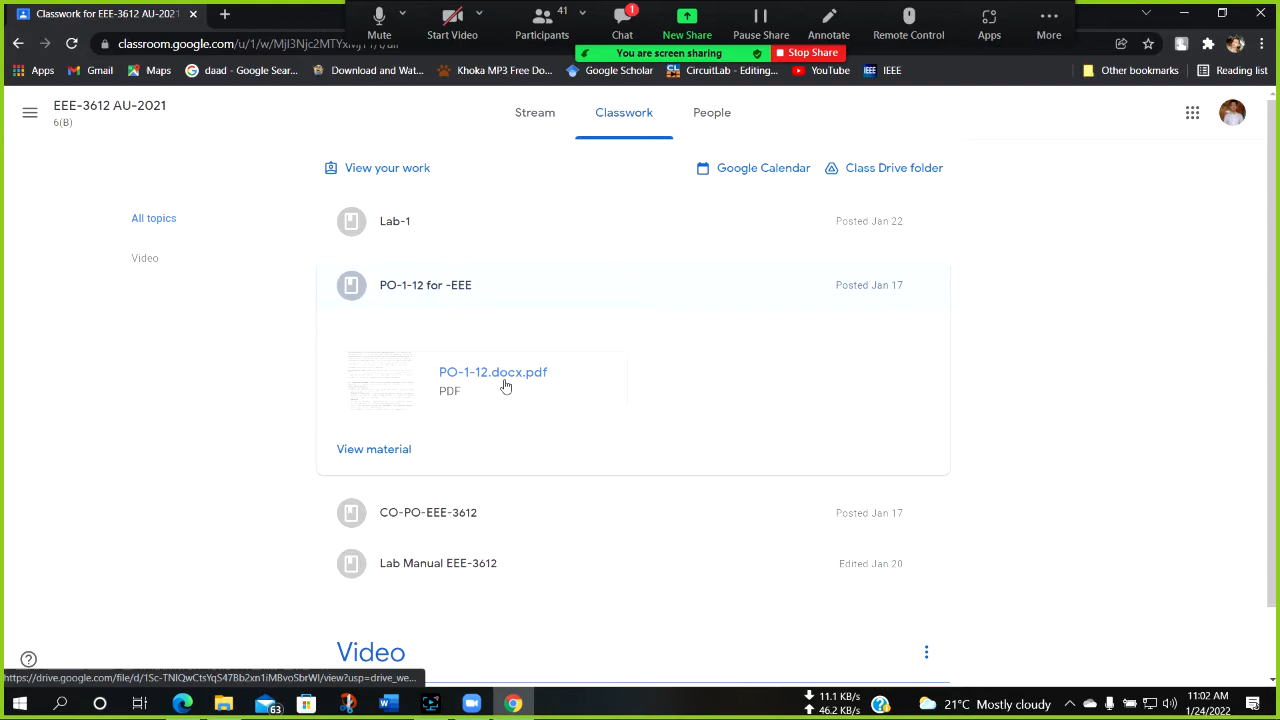 Classwork for EEE-3612 AU-2021
41
1
Mute
Start Video
Participants
Chat
New Share
Pause Share
Annotate
Remote Control
Apps
More
You are screen sharing
Stop Share
Apps
Gmail
Maps
daad - Google Sear...
Download and Wat...
Khoka MP3 Free Do...
Google Scholar
CircuitLab - Editing...
YouTube
IEEE
IEEE
Other bookmarks
Reading list
EEE-3612 AU-2021
6(B)
Stream
Classwork
People
View your work
Google Calendar
Class Drive folder
All topics
Video
Lab-1
Posted Jan 22
PO-1-12 for -EEE
Posted Jan 17
PO-1-12.docx.pdf
PDF
View material
CO-PO-EEE-3612
Posted Jan 17
Lab Manual EEE-3612
Edited Jan 20
Video
63
11.1 KB/s
46.2 KB/s
21°C Mostly cloudy
11:02 AM
1/24/2022